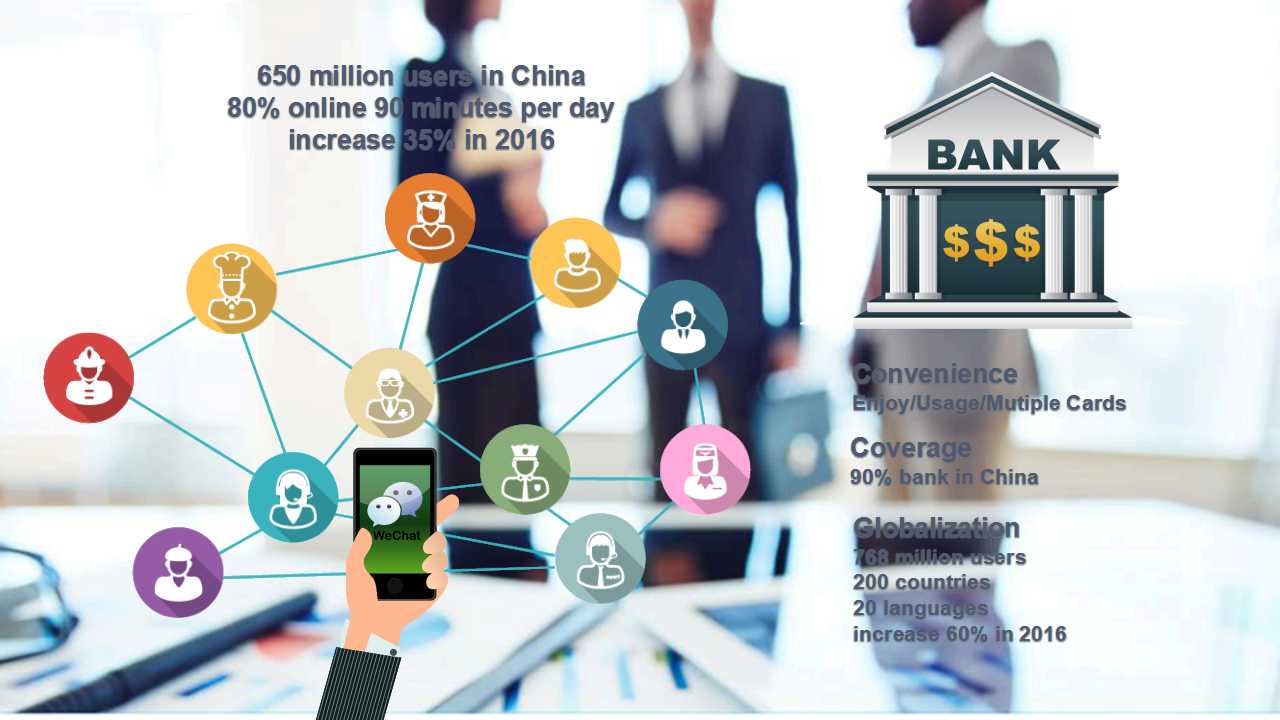 650 million users in China
80% online 90 minutes per day
increase 35% in 2016
BANK
$$$
WeChat
Convenience
Enjoy/Usage/Mutiple Cards
Coverage
90% bank in China
Globalization
768 million users
200 countries
20 languages
increase 60% in 2016